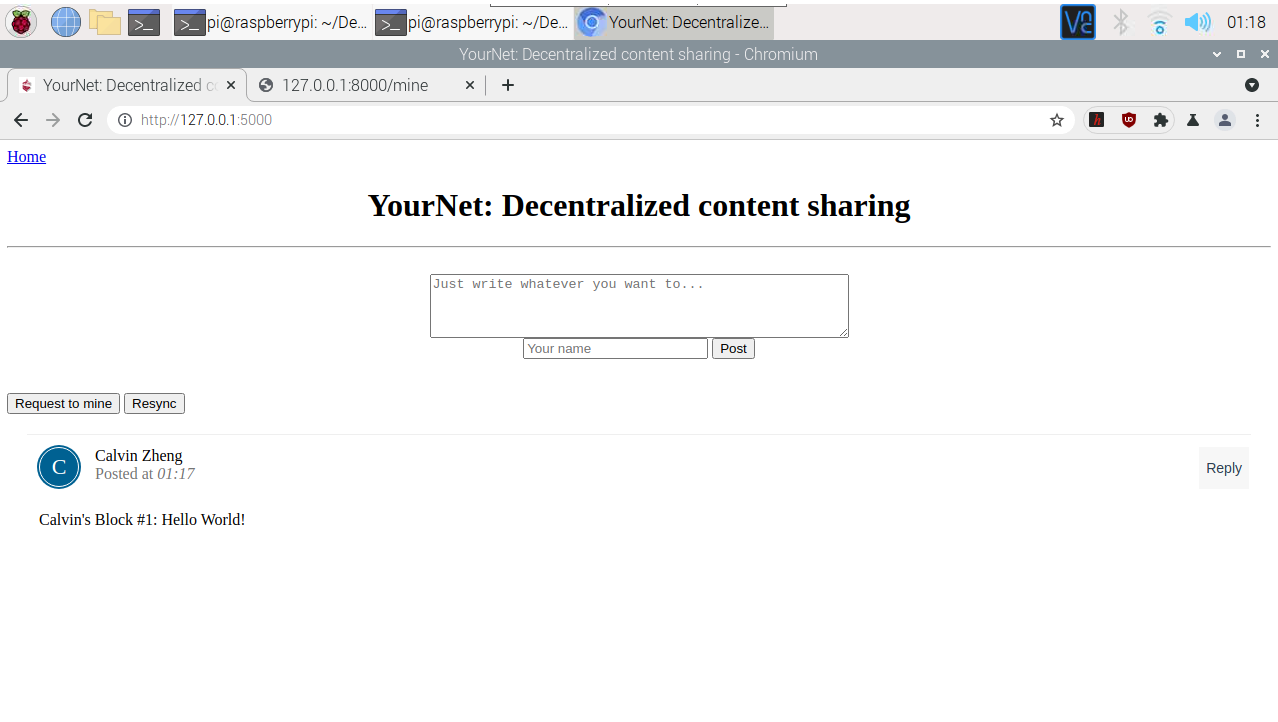 pi@raspberrypi: ~/De... pi@raspberrypi: ~/De... YourNet: Decentralize... 01:18
YourNet: Decentralized content sharing - Chromium
YourNet: Decentralized co 127.0.0.1:8000/mine
http://127.0.0.1:5000
Home
YourNet: Decentralized content sharing
Just write whatever you want to...
Your name Post
Request to mine Resync
C Calvin Zheng
Posted at 01:17
Reply
Calvin's Block #1: Hello World!